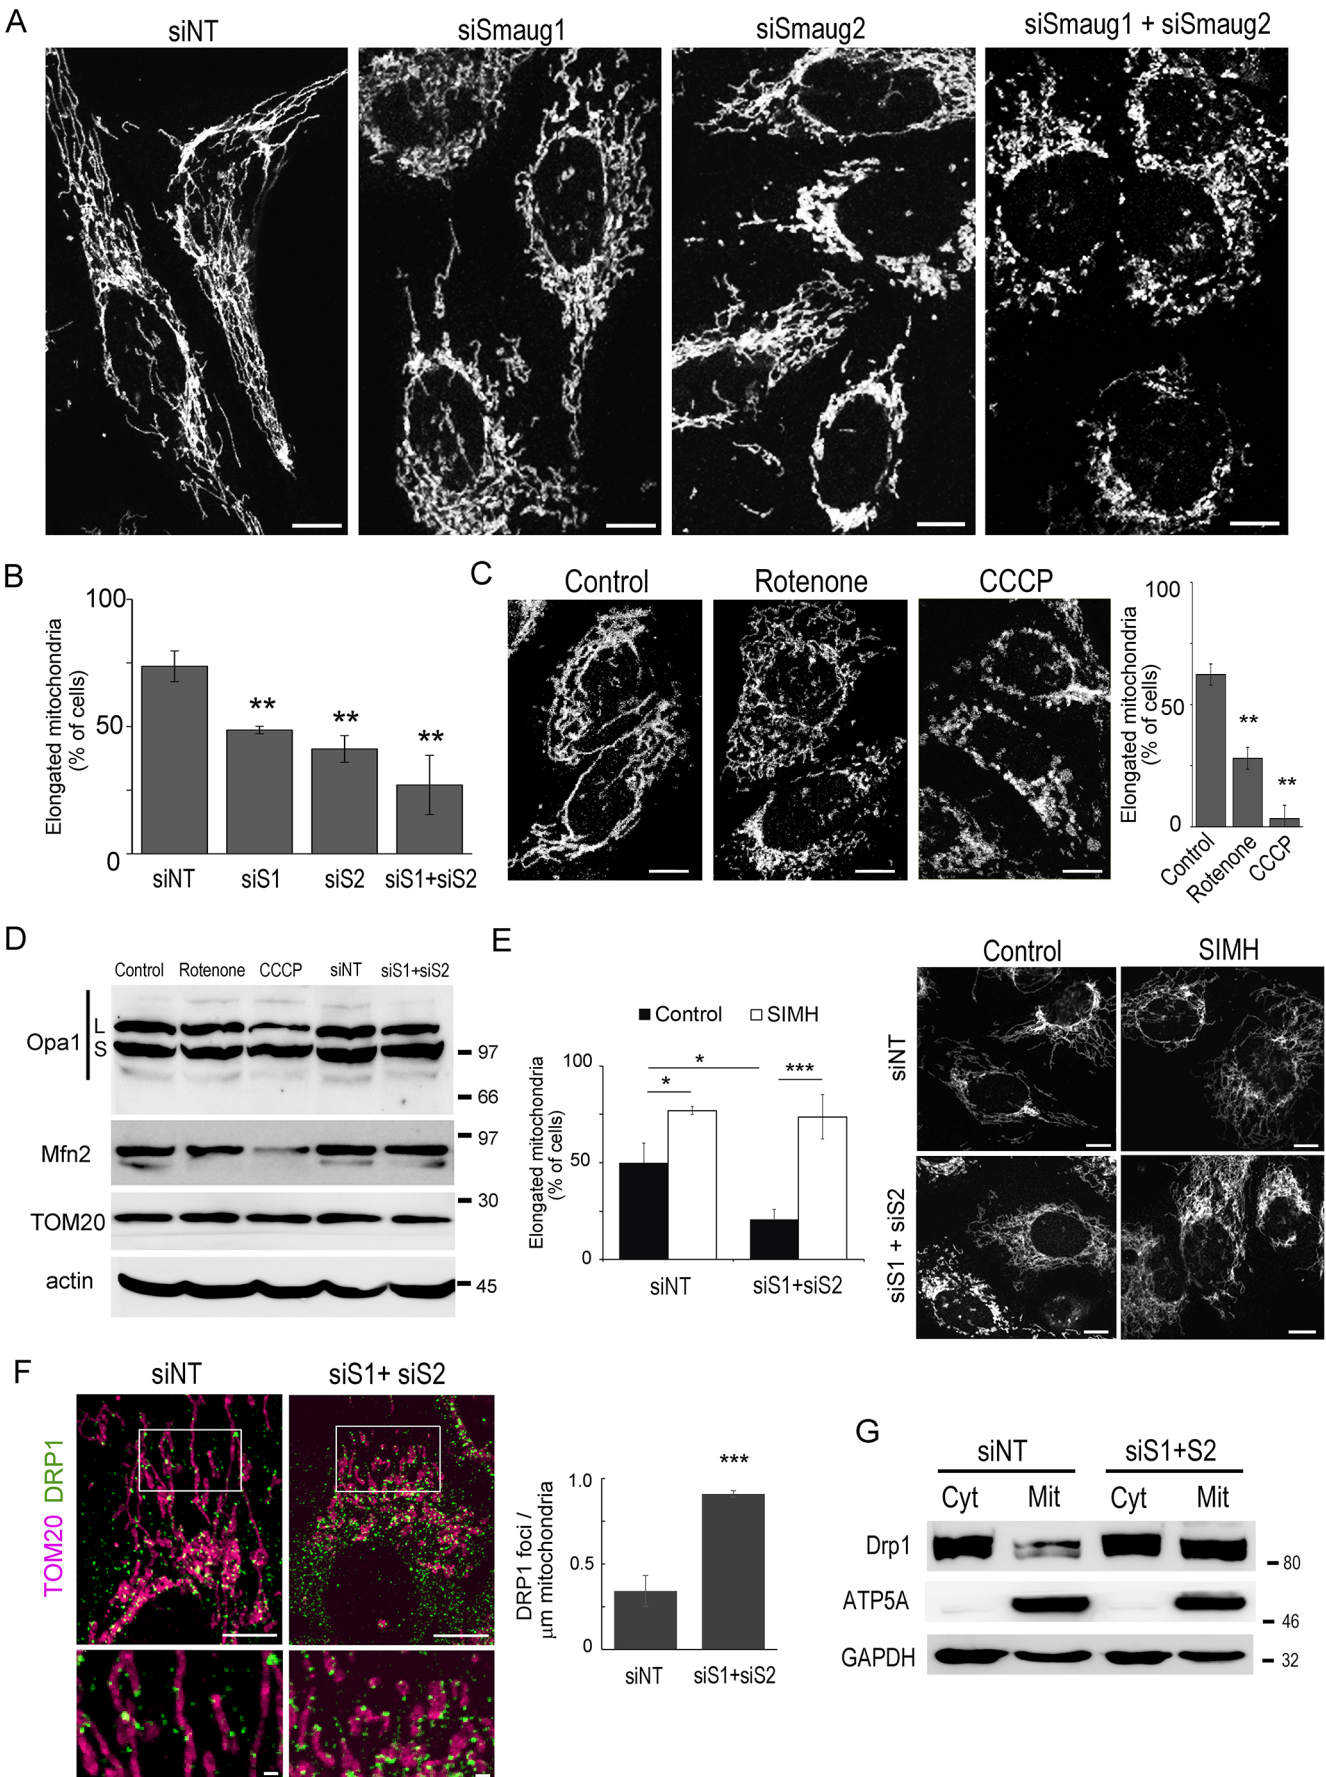 A
siNT
siSmaug1
siSmaug2
siSmaug1 + siSmaug2
B
Elongated mitochondria
(% of cells)
100
50
0
**
**
**
siNT
siS1
siS2
siS1+siS2
C
Control
Rotenone
CCCP
Elongated mitochondria
(% of cells)
100
50
0
**
**
Control
Rotenone
CCCP
D
Control Rotenone CCCP siNT siS1+siS2
Opa1
L
S
97
66
Mfn2
97
TOM20
30
actin
45
E
Control SIMH
Elongated mitochondria
(% of cells)
100
50
0
*
*
***
siNT
siS1+siS2
Control
SIMH
siNT
siS1 + siS2
F
siNT
siS1+ siS2
TOM20 DRP1
DRP1 foci /
μm mitochondria
1.0
0.5
0
***
siNT
siS1+siS2
G
siNT
siS1+S2
Cyt Mit Cyt Mit
Drp1
80
ATP5A
46
GAPDH
32